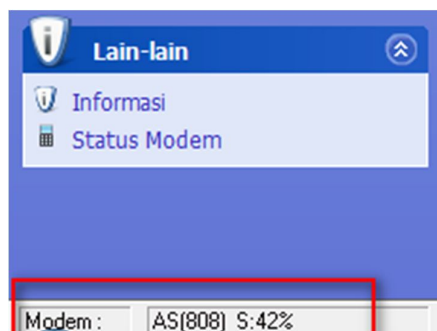 Lain-lain
Informasi
Status Modem
Modem : AS(808) S:42%